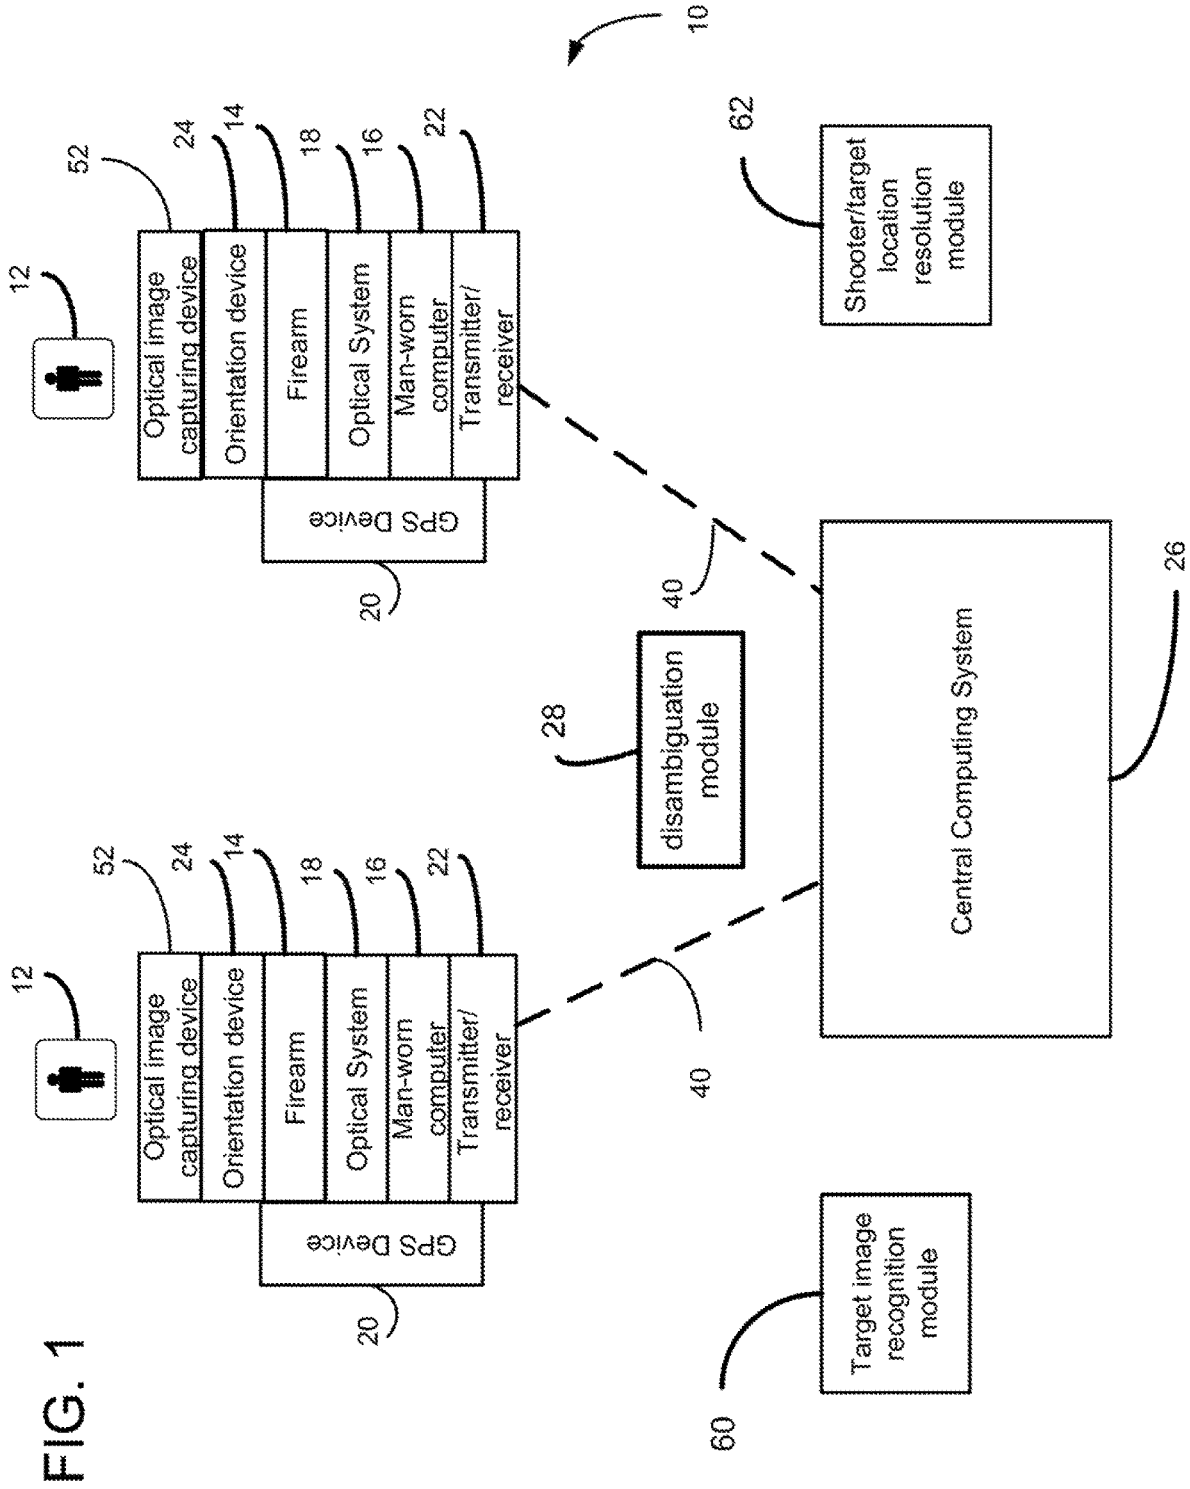 FIG. 1
12
52
Optical image
capturing device
24
Orientation device
14
Firearm
18
Optical System
16
Man-worn
computer
22
Transmitter/
receiver
GPS Device
20
12
52
Optical image
capturing device
24
Orientation device
14
Firearm
18
Optical System
16
Man-worn
computer
22
Transmitter/
receiver
GPS Device
20
10
40
28
disambiguation
module
40
60
Target image
recognition
module
Central Computing System
26
62
Shooter/target
location
resolution
module